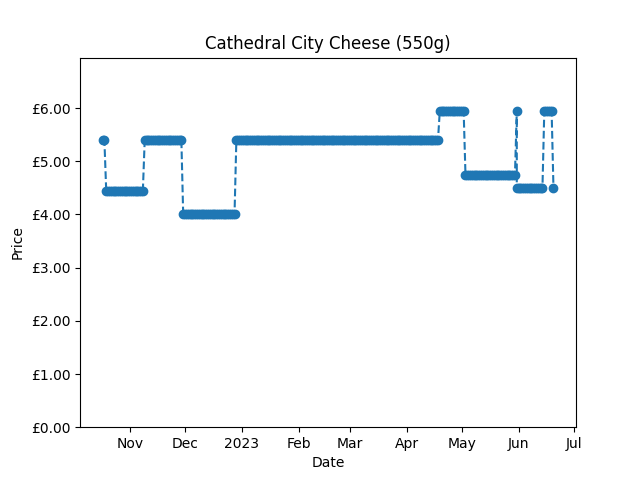 Cathedral City Cheese (550g)
£6.00
£5.00
£4.00
£3.00
£2.00
£1.00
£0.00
Price
Nov Dec 2023 Feb Mar Apr May Jun Jul
Date